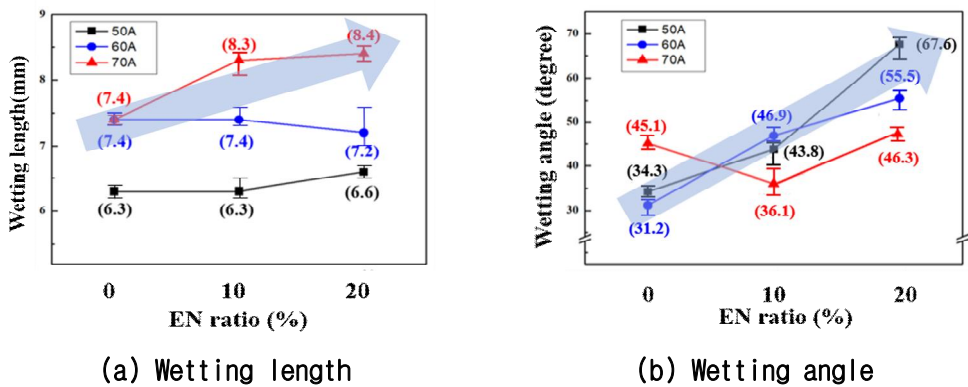 9
8
7
6
Wetting length(mm)
50A
60A
70A
(7.4)
(8.3)
(8.4)
(7.4)
(7.4)
(7.2)
(6.3)
(6.3)
(6.6)
0 10 20
EN ratio (%)
(a) Wetting length
70
60
50
40
30
Wetting angle (degree)
50A
60A
70A
(67.6)
(55.5)
(46.9)
(45.1)
(43.8)
(46.3)
(34.3)
(36.1)
(31.2)
0 10 20
EN ratio (%)
(b) Wetting angle